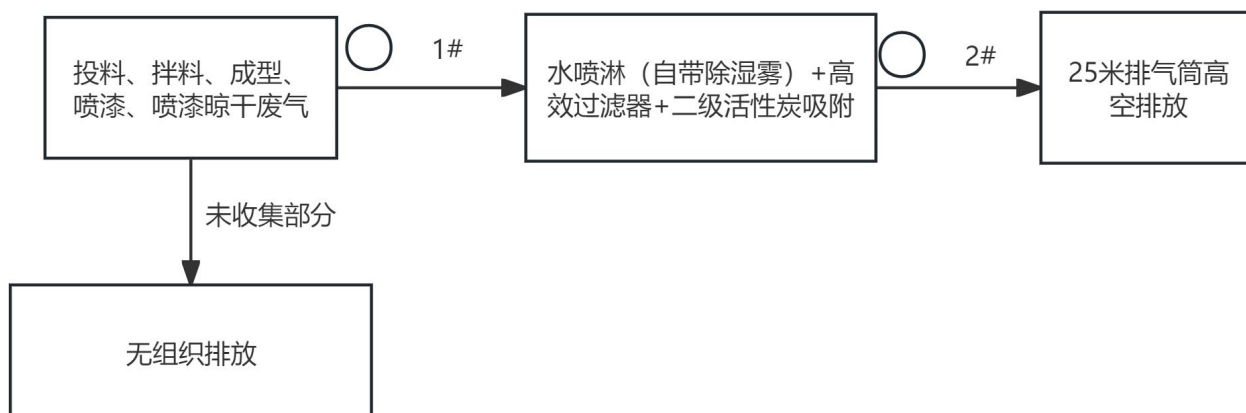 投料、拌料、成型、
喷漆、喷漆晾干废气
1#
水喷淋（自带除湿雾）+高
效过滤器+二级活性炭吸附
2#
25米排气筒高
空排放
未收集部分
无组织排放